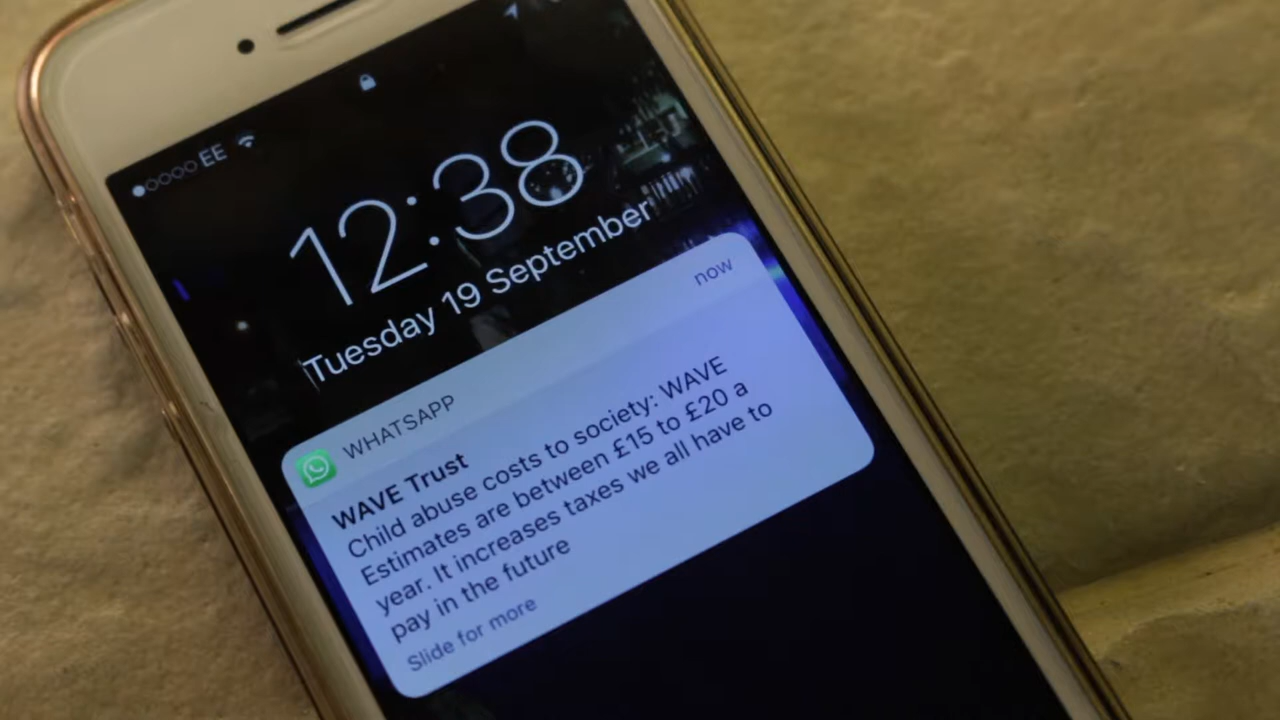 EE
12:38
Tuesday 19 September
WHATSAPP
now
WAVE Trust
Child abuse costs to society: WAVE
Estimates are between £15 to £20 a
year. It increases taxes we all have to
pay in the future
Slide for more